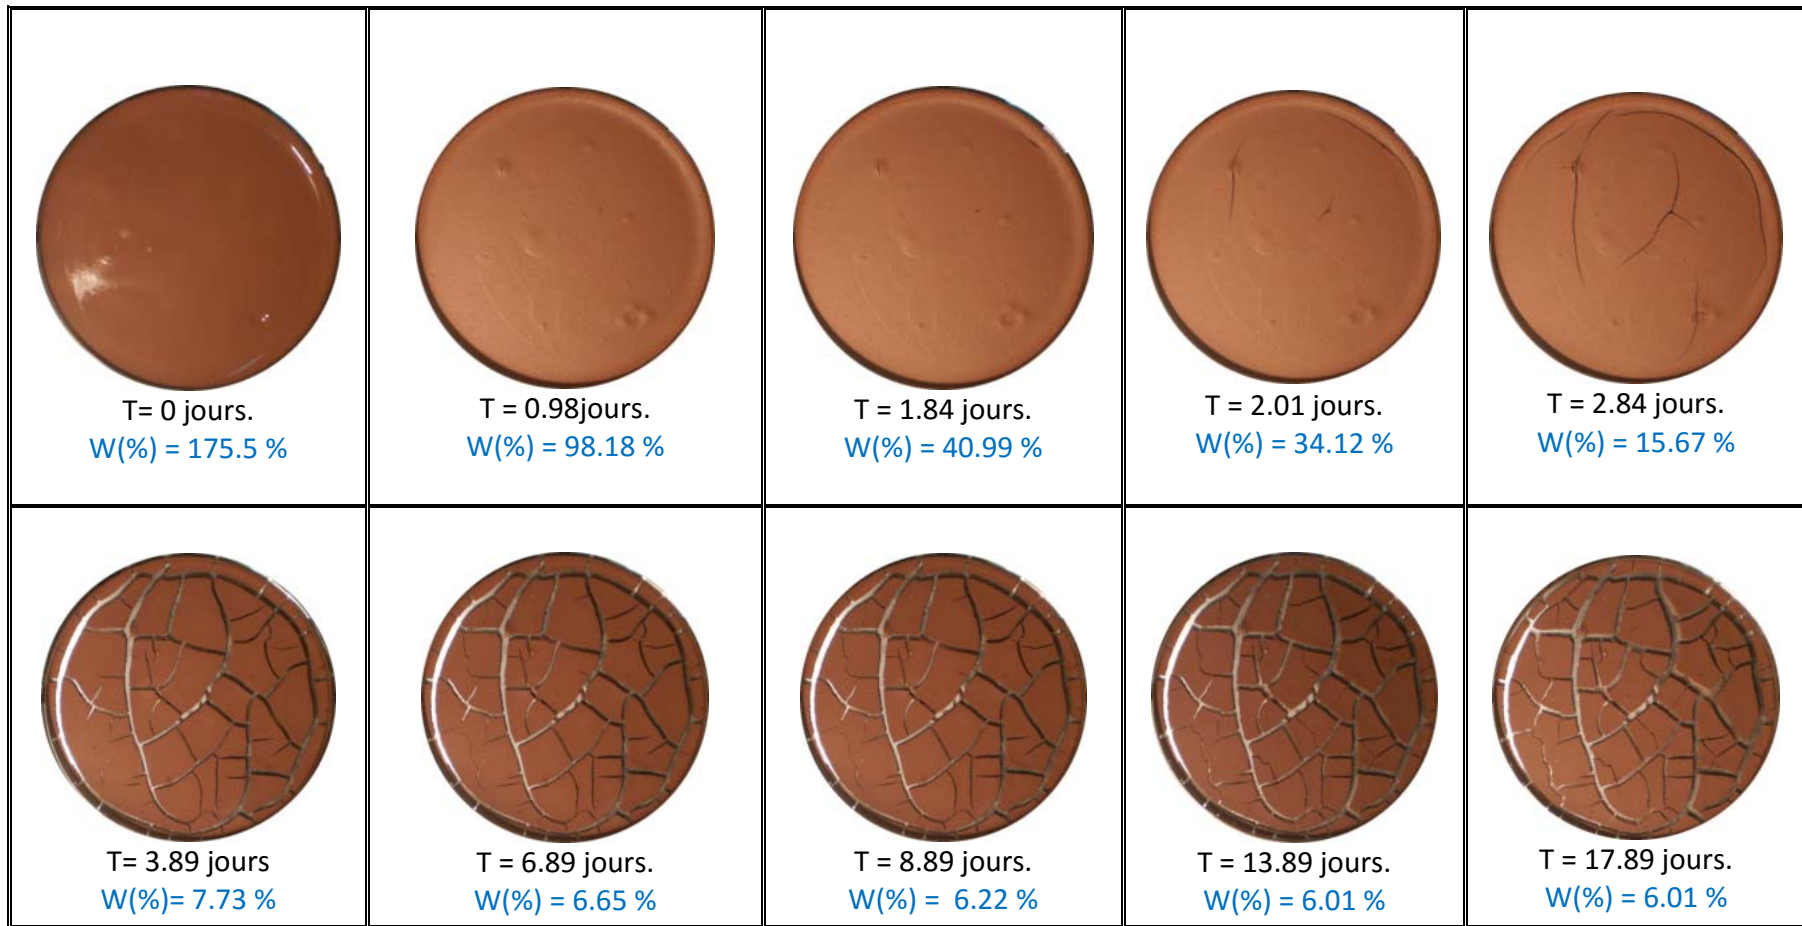 T= 0 jours.
W(%) = 175.5 %
T = 0.98jours.
W(%) = 98.18 %
T = 1.84 jours.
W(%) = 40.99 %
T = 2.01 jours.
W(%) = 34.12 %
T = 2.84 jours.
W(%) = 15.67 %
T= 3.89 jours
W(%)= 7.73 %
T = 6.89 jours.
W(%) = 6.65 %
T = 8.89 jours.
W(%) =  6.22 %
T = 13.89 jours.
W(%) = 6.01 %
T = 17.89 jours.
W(%) = 6.01 %